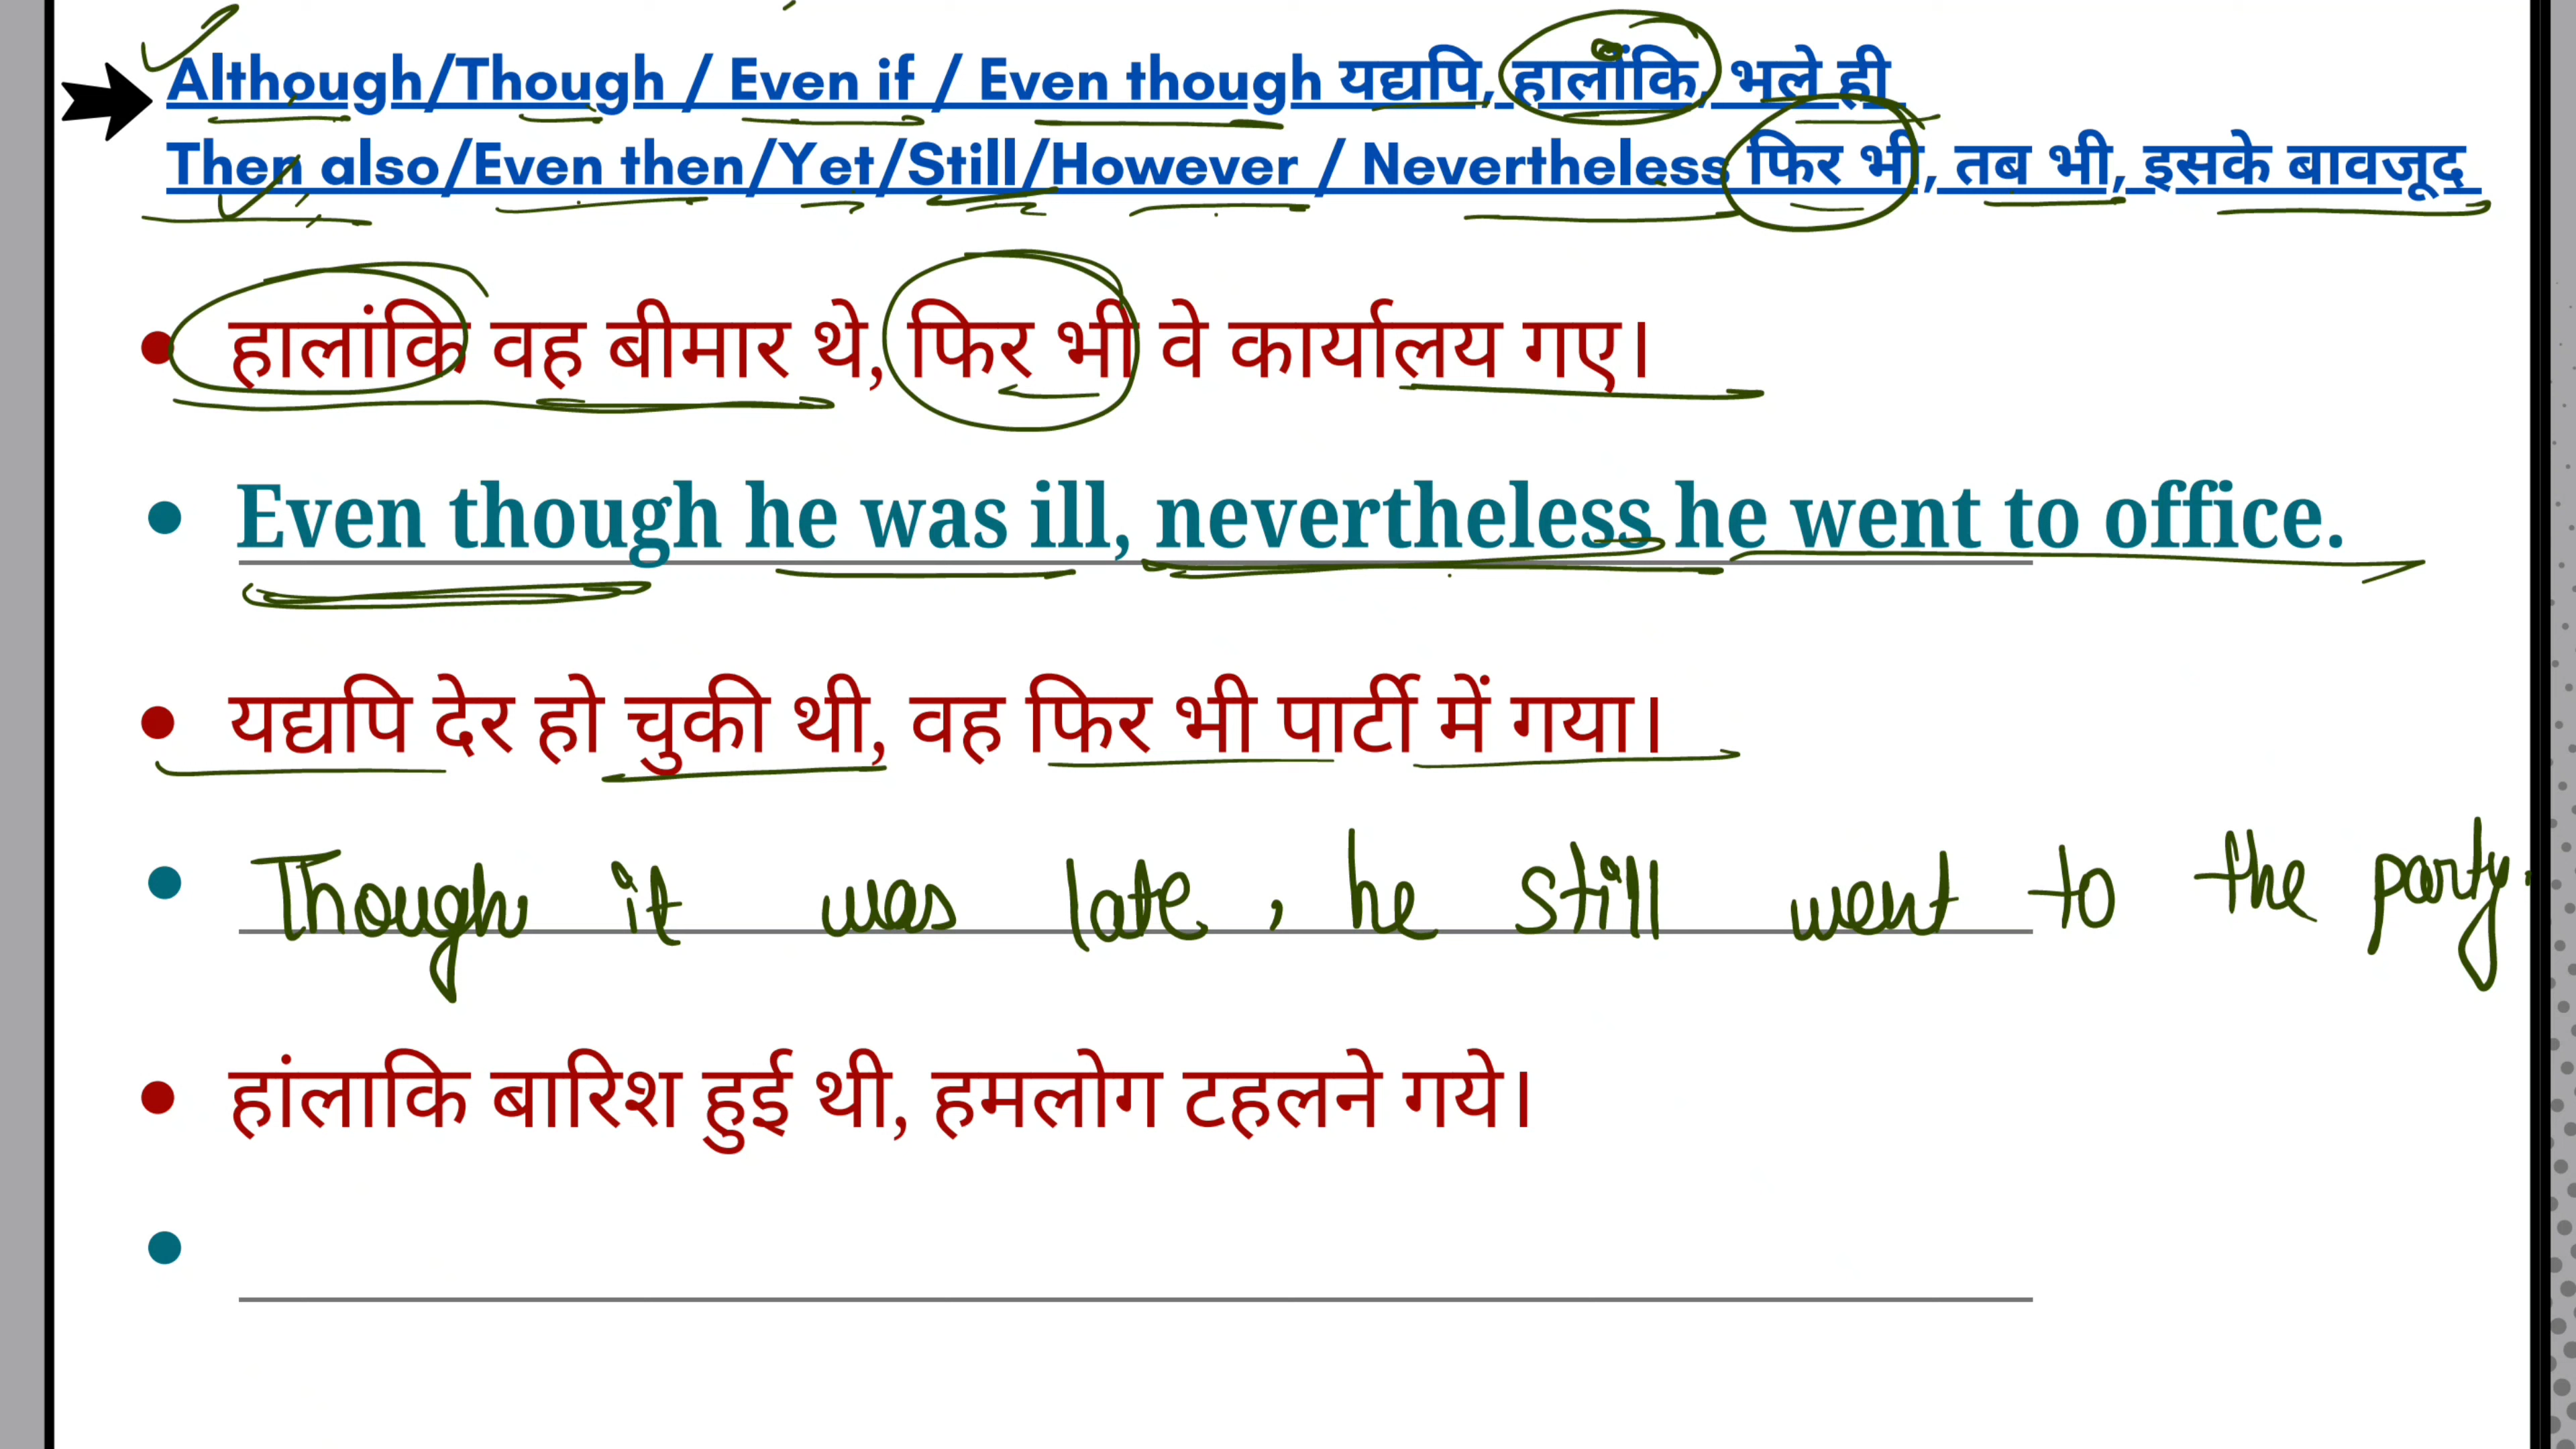 Although/Though / Even if / Even though यद्यपि, हालाँकि, भले ही
Then also/Even then/Yet/Still/However / Nevertheless फिर भी, तब भी, इसके बावजूद
हालांकि वह बीमार थे, फिर भी वे कार्यालय गए।
Even though he was ill, nevertheless he went to office.
यद्यपि देर हो चुकी थी, वह फिर भी पार्टी में गया।
Though it was late, he still went to the party.
हांलाकि बारिश हुई थी, हमलोग टहलने गये।